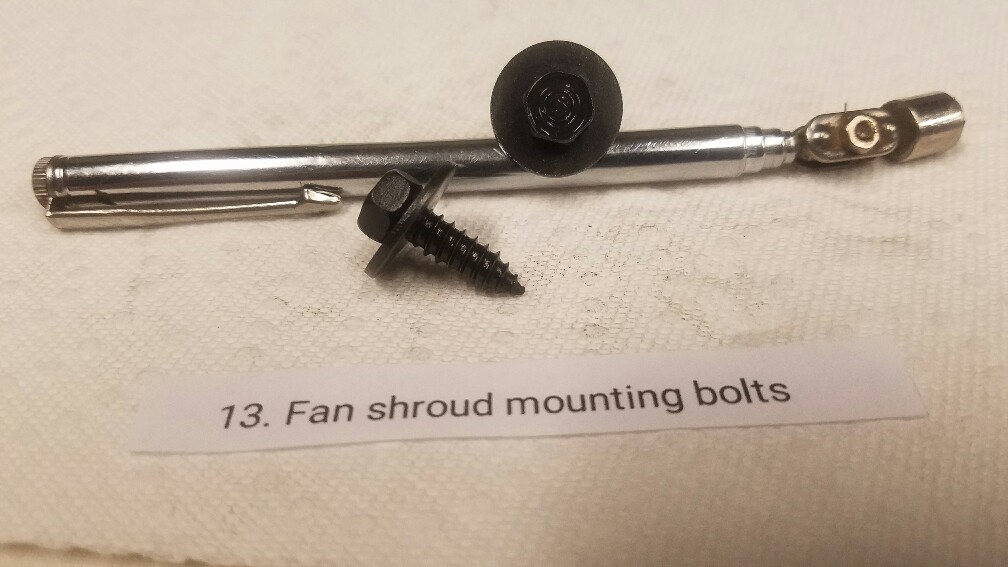 13. Fan shroud mounting bolts